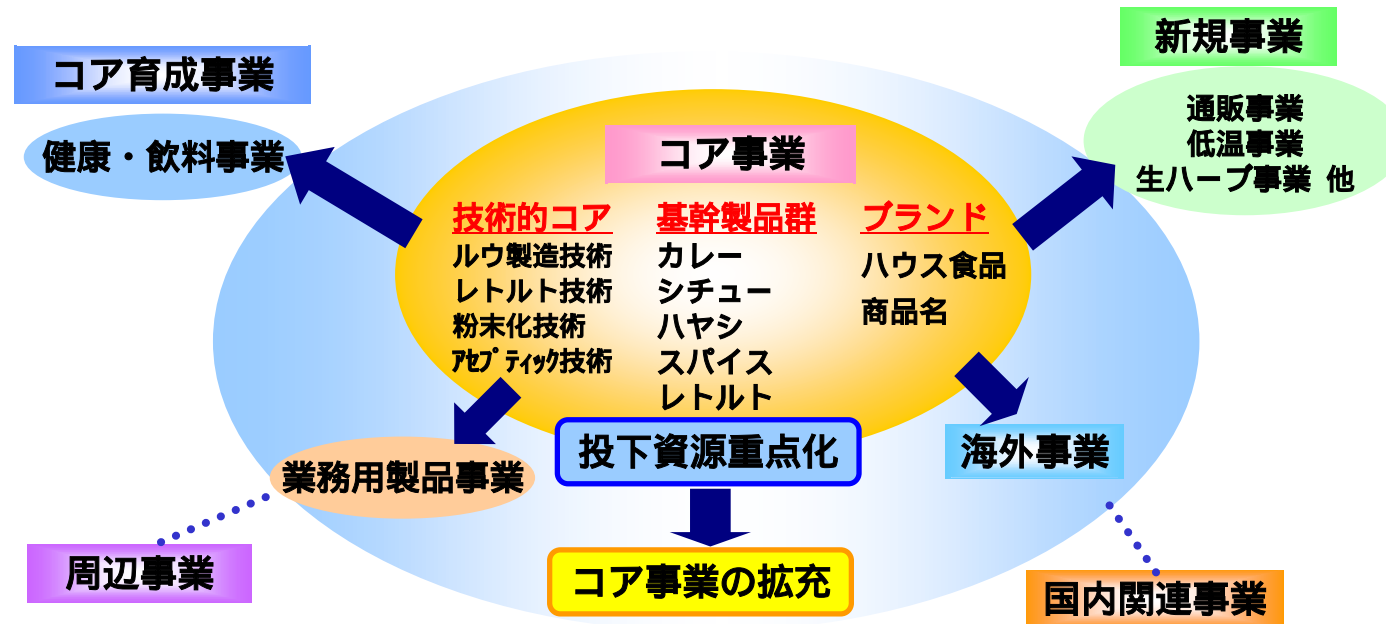 コア育成事業
健康・飲料事業
新規事業
通販事業
低温事業
生ハーブ事業 他
コア事業
技術的コア
ルウ製造技術
レトルト技術
粉末化技術
ｱｾﾌﾟﾃｨｯｸ技術
基幹製品群
カレー
シチュー
ハヤシ
スパイス
レトルト
ブランド
ハウス食品
商品名
投下資源重点化
業務用製品事業
海外事業
周辺事業
コア事業の拡充
国内関連事業